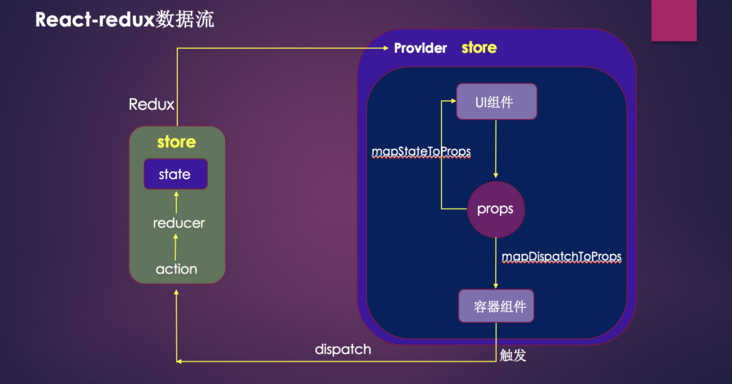 React-redux数据流
Provider store
Redux
store
state
reducer
action
UI组件
mapStateToProps
props
mapDispatchToProps
容器组件
dispatch
触发